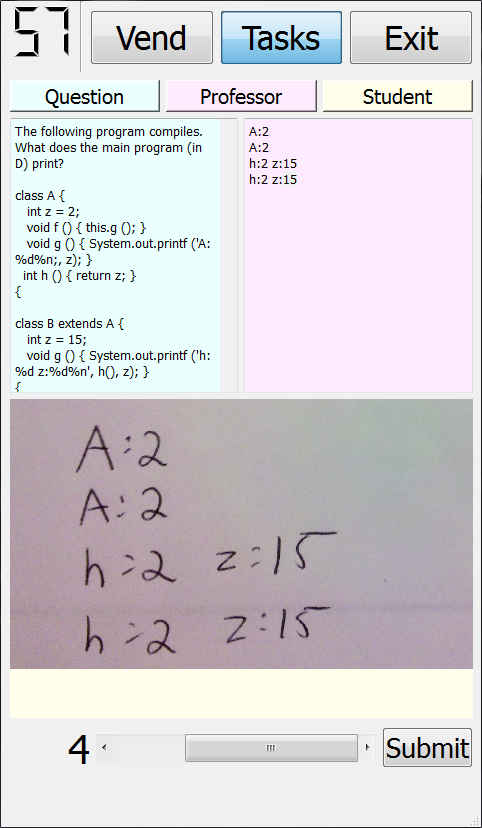 57
Vend Tasks Exit
Question Professor Student
The following program compiles.
What does the main program (in
D) print?
class A {
int z = 2;
void f () { this.g (); }
void g () { System.out.printf ('A:
%d%n;, z); }
int h () { return z; }
{
class B extends A {
int z = 15;
void g () { System.out.printf ('h:
%d z:%d%n', h(), z); }
{
A:2
A:2
h:2 z:15
h:2 z:15
A:2
A:2
h:2 z:15
h:2 z:15
4 Submit